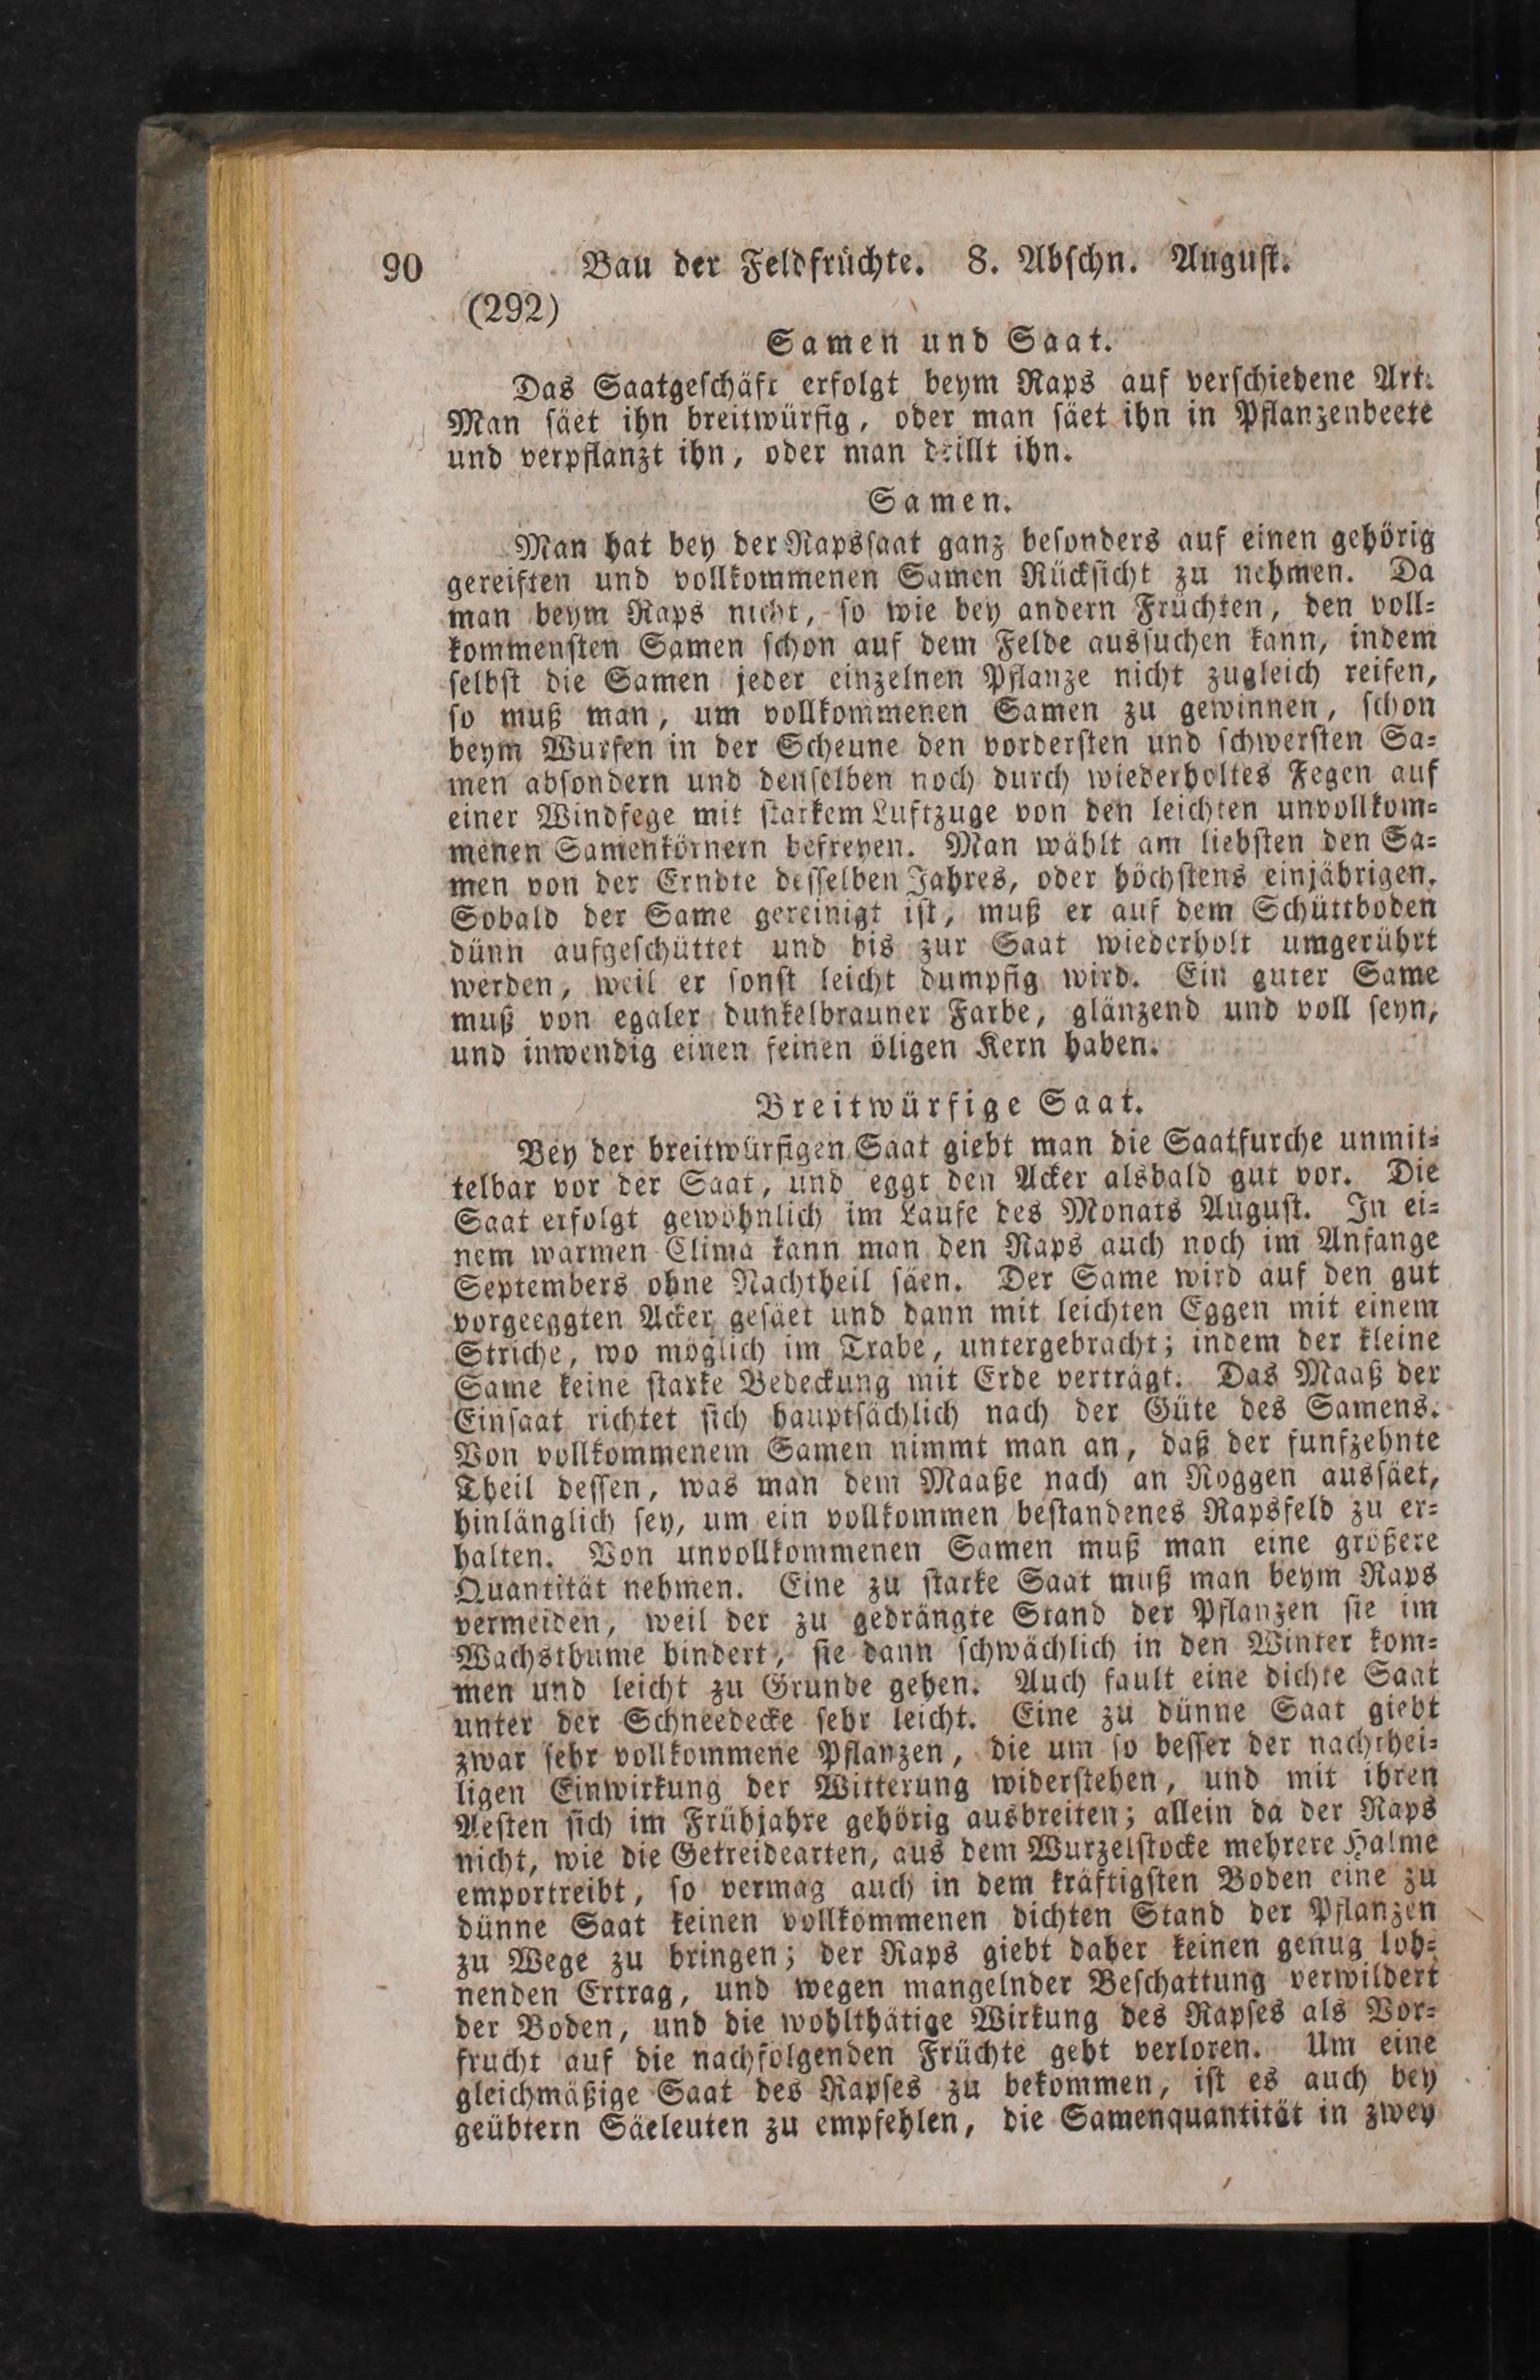 90 Bau der Feldfrüchte. 8. Abschn. August.
(292)
Samen und Saat.
Das Saatgeschäft erfolgt beym Raps auf verschiedene Art.
Man säet ihn breitwürfig, oder man säet ihn in Pflanzenbeete
und verpflanzt ihn, oder man drillt ihn.
Samen.
Man hat bey der Rapssaat ganz besonders auf einen gehörig
gereiften und vollkommenen Samen Rücksicht zu nehmen. Da
man beym Raps nicht, so wie bey andern Früchten, den voll-
kommensten Samen schon auf dem Felde aussuchen kann, indem
selbst die Samen jeder einzelnen Pflanze nicht zugleich reifen,
so muß man, um vollkommenen Samen zu gewinnen, schon
beym Wurfen in der Scheune den vordersten und schwersten Sa-
men absondern und denselben noch durch wiederholtes Fegen auf
einer Windfege mit starkem Luftzuge von den leichten unvollkom-
menen Samenkörnern befreyen. Man wählt am liebsten den Sa-
men von der Erndte desselben Jahres, oder höchstens einjährigen.
Sobald der Same gereinigt ist, muß er auf dem Schüttboden
dünn aufgeschüttet und bis zur Saat wiederholt umgerührt
werden, weil er sonst leicht dumpfig wird. Ein guter Same
muß von egaler dunkelbrauner Farbe, glänzend und voll seyn,
und inwendig einen feinen öligen Kern haben.
Breitwürfige Saat.
Bey der breitwürfigen Saat giebt man die Saatfurche unmit-
telbar vor der Saat, und eggt den Acker alsbald gut vor. Die
Saat erfolgt gewöhnlich im Laufe des Monats August. In ei-
nem warmen Clima kann man den Raps auch noch im Anfange
Septembers ohne Nachtheil säen. Der Same wird auf den gut
vorgeeggten Acker gesäet und dann mit leichten Eggen mit einem
Striche, wo möglich im Trabe, untergebracht; indem der kleine
Same keine starke Bedeckung mit Erde verträgt. Das Maaß der
Einsaat richtet sich hauptsächlich nach der Güte des Samens.
Von vollkommenem Samen nimmt man an, daß der funfzehnte
Theil dessen, was man dem Maaße nach an Roggen aussäet,
hinlänglich sey, um ein vollkommen bestandenes Rapsfeld zu er-
halten. Von unvollkommenen Samen muß man eine größere
Quantität nehmen. Eine zu starke Saat muß man beym Raps
vermeiden, weil der zu gedrängte Stand der Pflanzen sie im
Wachsthume hindert, sie dann schwächlich in den Winter kom-
men und leicht zu Grunde gehen. Auch fault eine dichte Saat
unter der Schneedecke sehr leicht. Eine zu dünne Saat giebt
zwar sehr vollkommene Pflanzen, die um so besser der nachthei-
ligen Einwirkung der Witterung widerstehen, und mit ihren
Aesten sich im Frühjahre gehörig ausbreiten; allein da der Raps
nicht, wie die Getreidearten, aus dem Wurzelstocke mehrere Halme
emportreibt, so vermag auch in dem kräftigsten Boden eine zu
dünne Saat keinen vollkommenen dichten Stand der Pflanzen
zu Wege zu bringen; der Raps giebt daher keinen genug loh-
nenden Ertrag, und wegen mangelnder Beschattung verwildert
der Boden, und die wohlthätige Wirkung des Rapses als Vor-
frucht auf die nachfolgenden Früchte geht verloren. Um eine
gleichmäßige Saat des Rapses zu bekommen, ist es auch bey
geübtern Säeleuten zu empfehlen, die Samenquantität in zwey